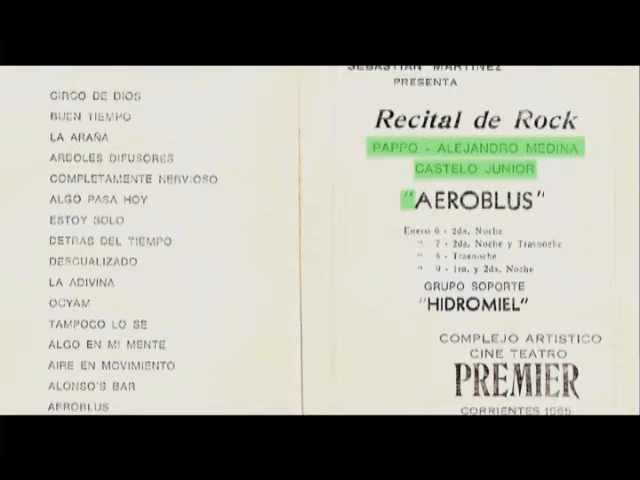 CIRCO DE DIOS
BUEN TIEMPO
LA ARAÑA
ARBOLES DIFUSORES
COMPLETAMENTE NERVIOSO
ALGO PASA HOY
ESTOY SOLO
DETRAS DEL TIEMPO
DESCUALIZADO
LA ADIVINA
OCYAM
TAMPOCO LO SE
ALGO EN MI MENTE
AIRE EN MOVIMIENTO
ALONSO'S BAR
AEROBLUS
SEBASTIAN MARTINEZ
PRESENTA
Recital de Rock
PAPPO - ALEJANDRO MEDINA
CASTELO JUNIOR
"AEROBLUS"
Enero 6 - 2da. Noche
" 7 - 2da. Noche y Trasnoche
" 8 - Trasnoche
" 9 - 1ra. y 2da. Noche
GRUPO SOPORTE
"HIDROMIEL"
COMPLEJO ARTISTICO
CINE TEATRO
PREMIER
CORRIENTES 1565